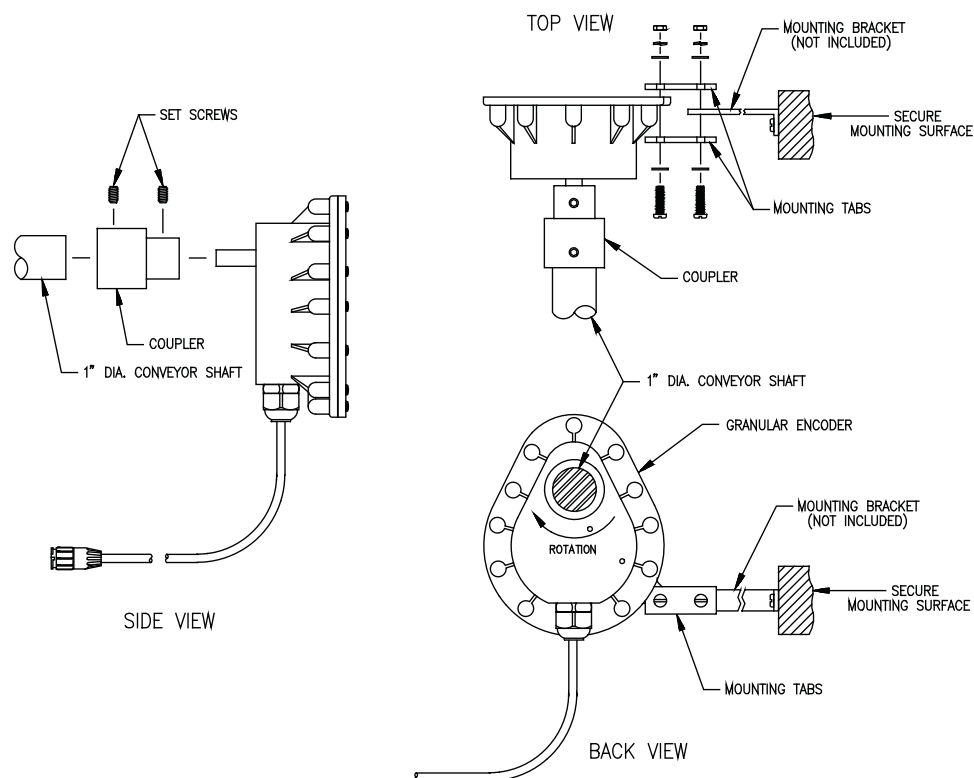 TOP VIEW
MOUNTING BRACKET
(NOT INCLUDED)
SECURE
MOUNTING SURFACE
MOUNTING TABS
COUPLER
SET SCREWS
COUPLER
1" DIA. CONVEYOR SHAFT
SIDE VIEW
1" DIA. CONVEYOR SHAFT
GRANULAR ENCODER
MOUNTING BRACKET
(NOT INCLUDED)
ROTATION
SECURE
MOUNTING SURFACE
MOUNTING TABS
BACK VIEW